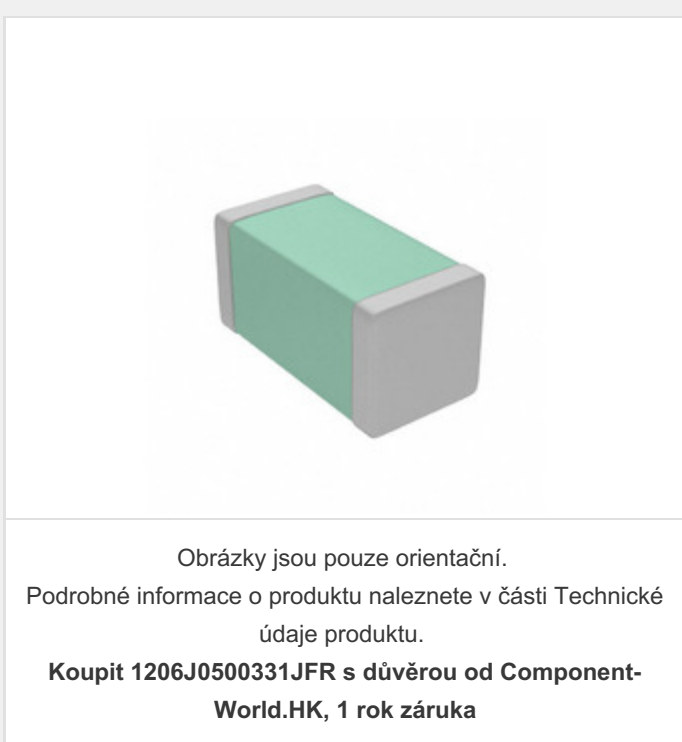 Obrázky jsou pouze orientační.
Podrobné informace o produktu naleznete v části Technické
údaje produktu.
Koupit 1206J0500331JFR s důvěrou od Component-
World.HK, 1 rok záruka